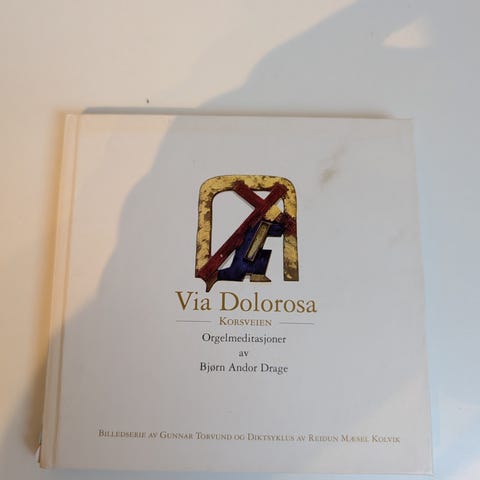 Via Dolorosa
Korsveien
Orgelmeditasjoner
av
Bjørn Andor Drage
Billedserie av Gunnar Torvund og Diktsyklus av Reidun Mæsel Kolvik